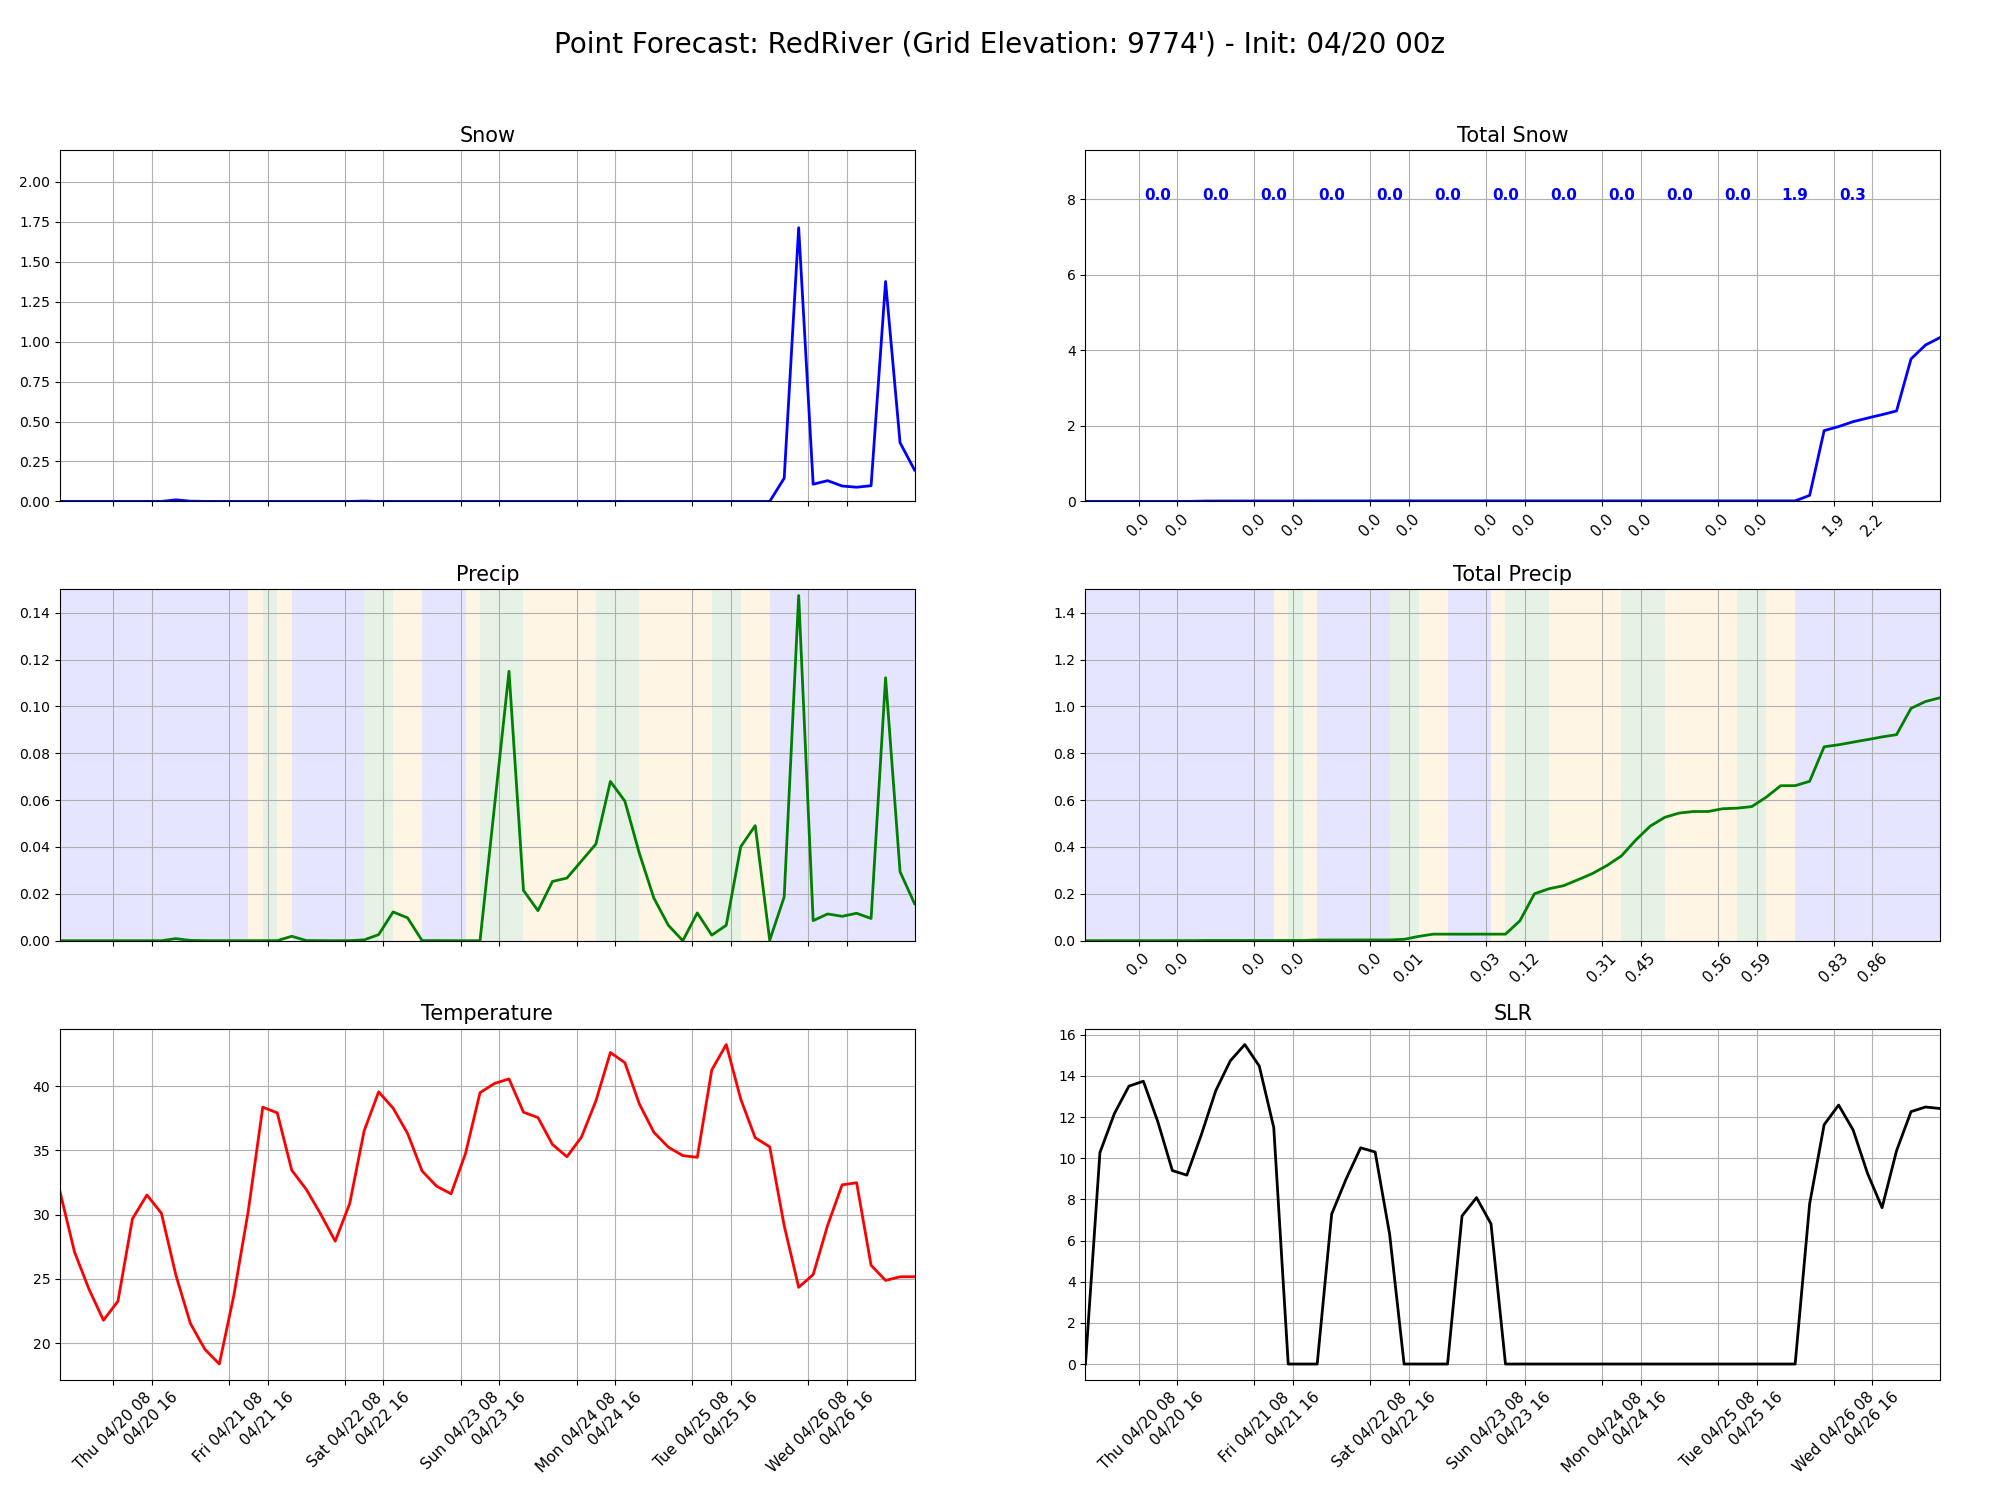 Point Forecast: RedRiver (Grid Elevation: 9774') - Init: 04/20 00z
Snow
2.00
1.75
1.50
1.25
1.00
0.75
0.50
0.25
0.00
Total Snow
0.0 0.0 0.0 0.0 0.0 0.0 0.0 0.0 0.0 0.0 0.0 1.9 0.3
8
6
4
2
0
0.0 0.0 0.0 0.0 0.0 0.0 0.0 0.0 0.0 0.0 0.0 0.0 1.9 2.2
Precip
0.14
0.12
0.10
0.08
0.06
0.04
0.02
0.00
Total Precip
1.4
1.2
1.0
0.8
0.6
0.4
0.2
0.0
0.0 0.0 0.0 0.0 0.0 0.01 0.03 0.12 0.31 0.45 0.56 0.59 0.83 0.86
Temperature
40
35
30
25
20
Thu 04/20 08
04/20 16
Fri 04/21 08
04/21 16
Sat 04/22 08
04/22 16
Sun 04/23 08
04/23 16
Mon 04/24 08
04/24 16
Tue 04/25 08
04/25 16
Wed 04/26 08
04/26 16
SLR
16
14
12
10
8
6
4
2
0
Thu 04/20 08
04/20 16
Fri 04/21 08
04/21 16
Sat 04/22 08
04/22 16
Sun 04/23 08
04/23 16
Mon 04/24 08
04/24 16
Tue 04/25 08
04/25 16
Wed 04/26 08
04/26 16